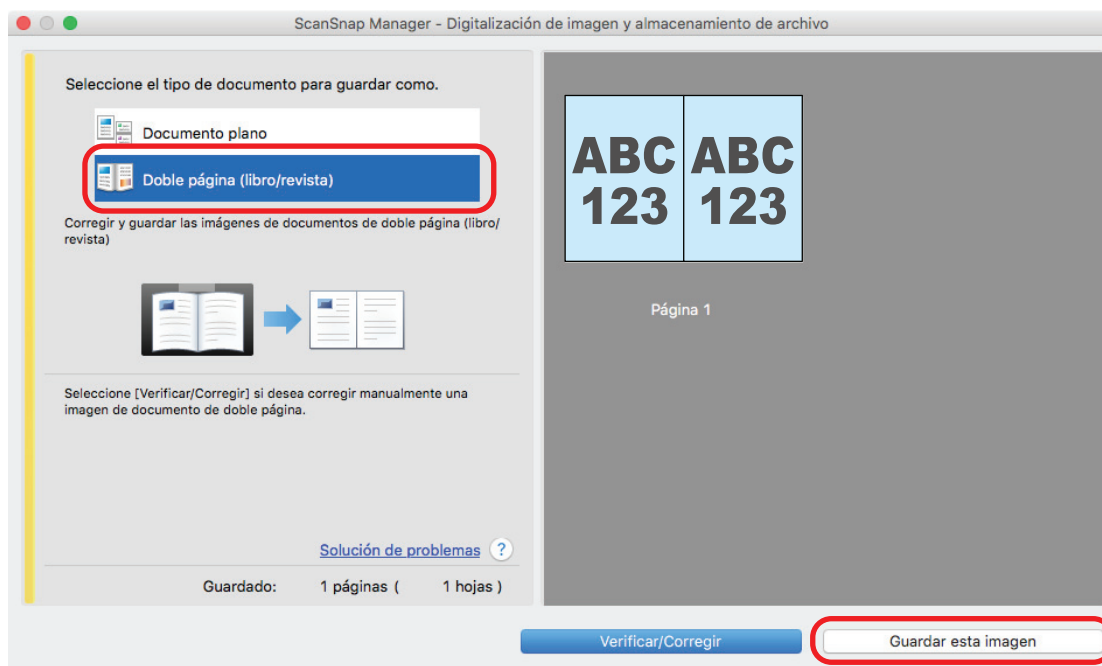 ScanSnap Manager - Digitalización de imagen y almacenamiento de archivo
Seleccione el tipo de documento para guardar como.
Documento plano
Doble página (libro/revista)
Corregir y guardar las imágenes de documentos de doble página (libro/
revista)
Seleccione [Verificar/Corregir] si desea corregir manualmente una
imagen de documento de doble página.
Solución de problemas ?
Guardado: 1 páginas ( 1 hojas )
ABC ABC
123 123
Página 1
Verificar/Corregir
Guardar esta imagen